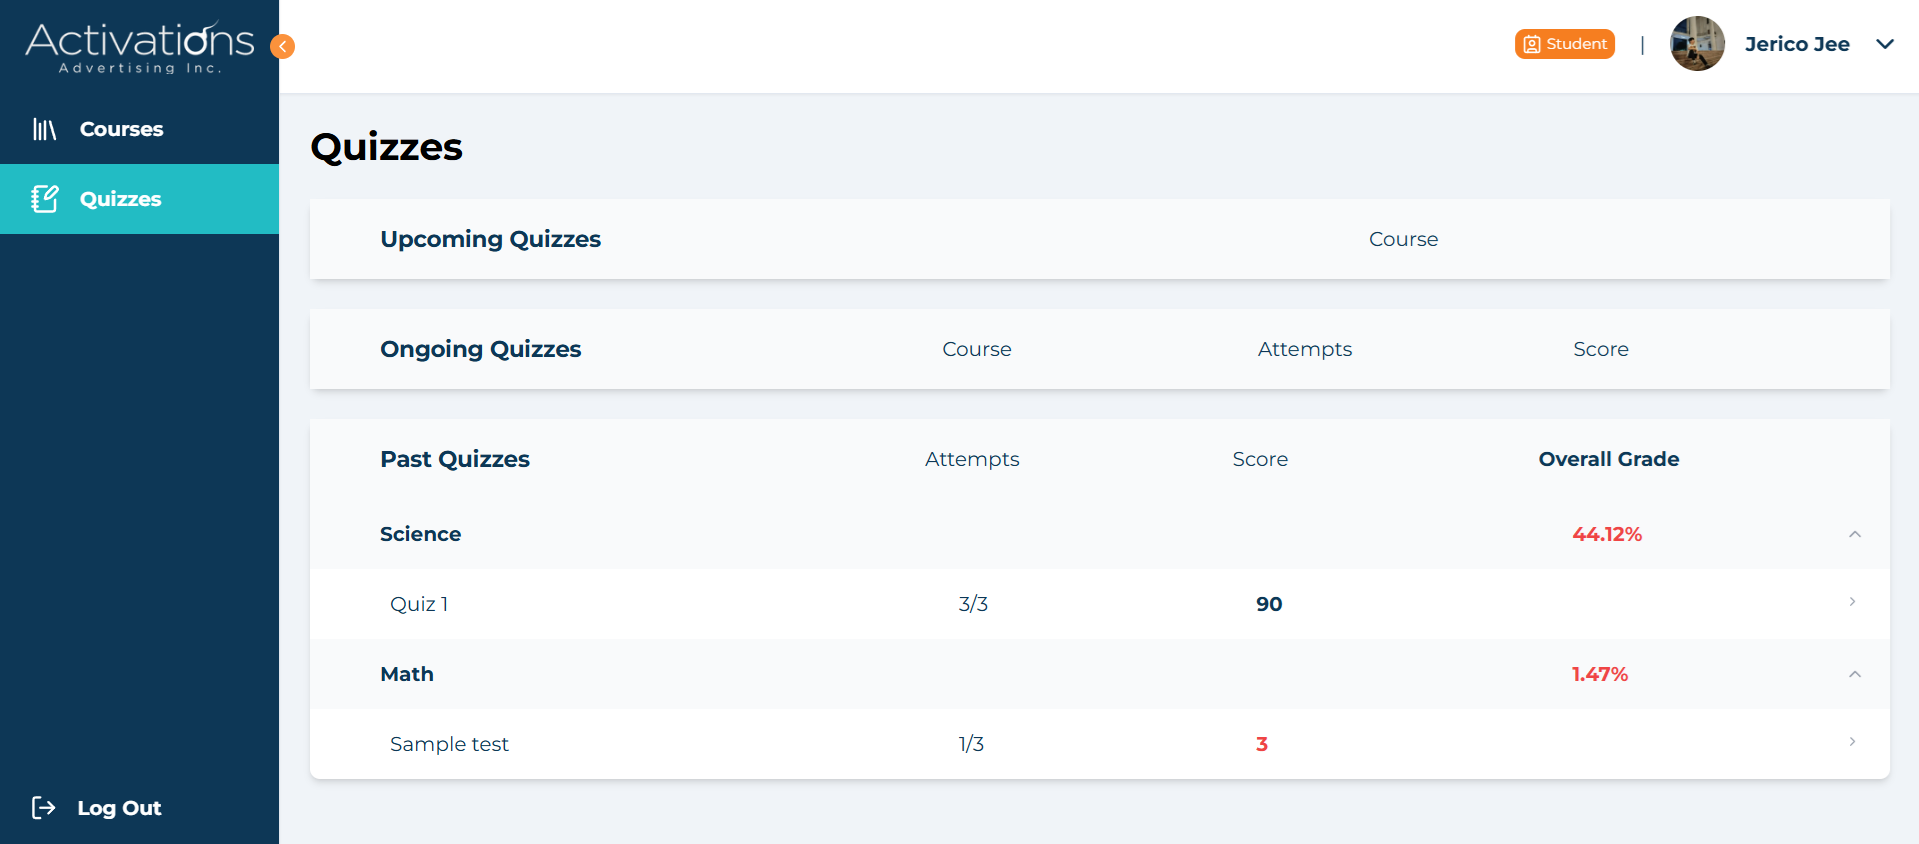 Activations
Advertising Inc.
Student | Jerico Jee
Courses
Quizzes
Log Out
Quizzes
Upcoming Quizzes Course
Ongoing Quizzes Course Attempts Score
Past Quizzes Attempts Score Overall Grade
Science 44.12%
Quiz 1 3/3 90
Math 1.47%
Sample test 1/3 3